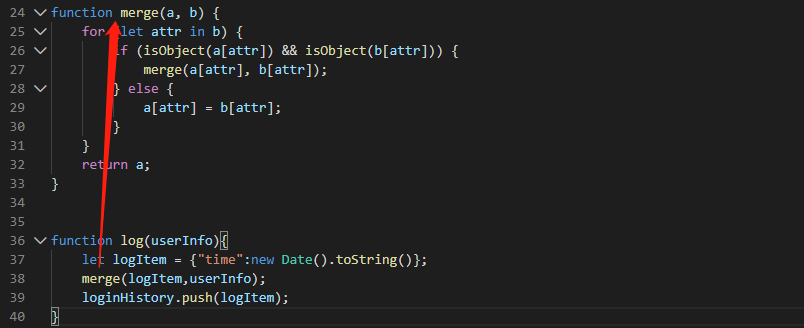 24 function merge(a, b) {
25     for (let attr in b) {
26         if (isObject(a[attr]) && isObject(b[attr])) {
27             merge(a[attr], b[attr]);
28         } else {
29             a[attr] = b[attr];
30         }
31     }
32     return a;
33 }
34
35
36 function log(userInfo){
37     let logItem = {"time":new Date().toString()};
38     merge(logItem,userInfo);
39     loginHistory.push(logItem);
40 }